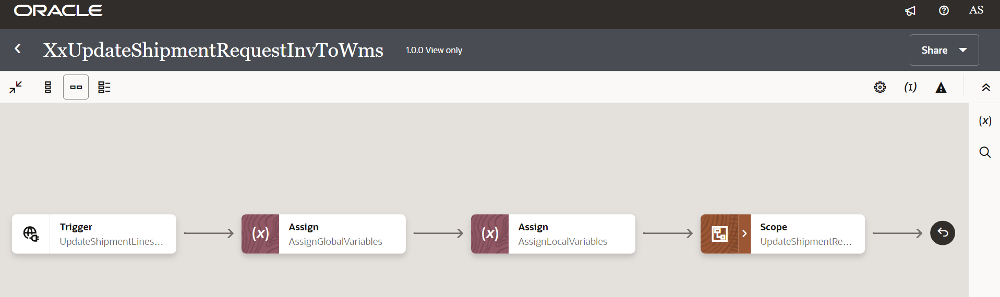 ORACLE
AS
XxUpdateShipmentRequestInvToWms
1.0.0 View only
Share
(I)
(x)
Trigger
UpdateShipmentLines...
(x)
Assign
AssignGlobalVariables
(x)
Assign
AssignLocalVariables
Scope
UpdateShipmentRe...